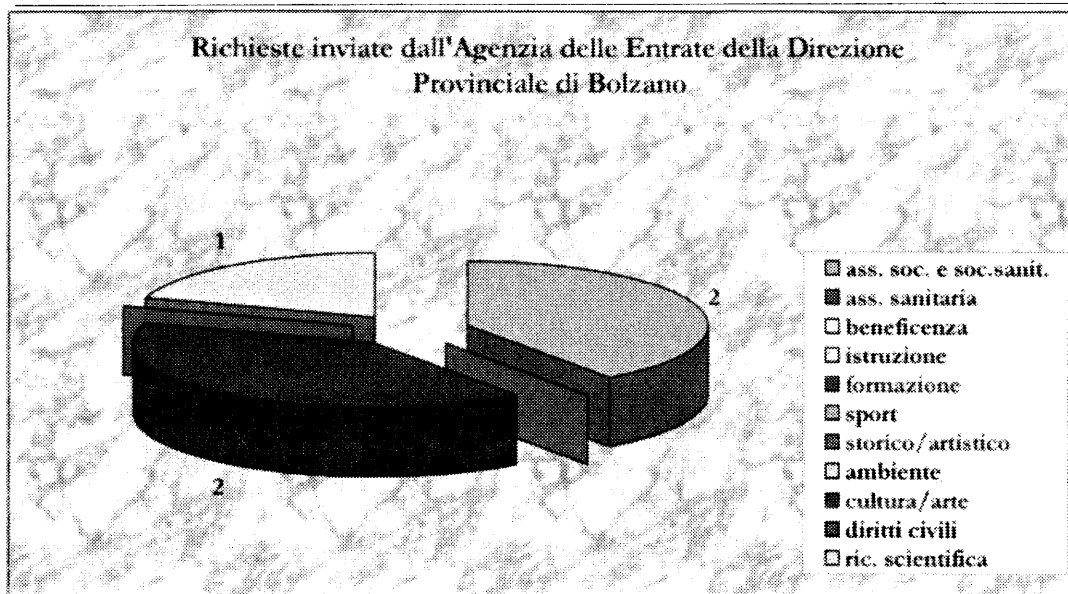 Richieste inviate dall'Agenzia delle Entrate della Direzione
Provinciale di Bolzano
1
2
2
ass. soc. e soc.sanit.
ass. sanitaria
beneficenza
istruzione
formazione
sport
storico/artistico
ambiente
cultura/arte
diritti civili
ric. scientifica